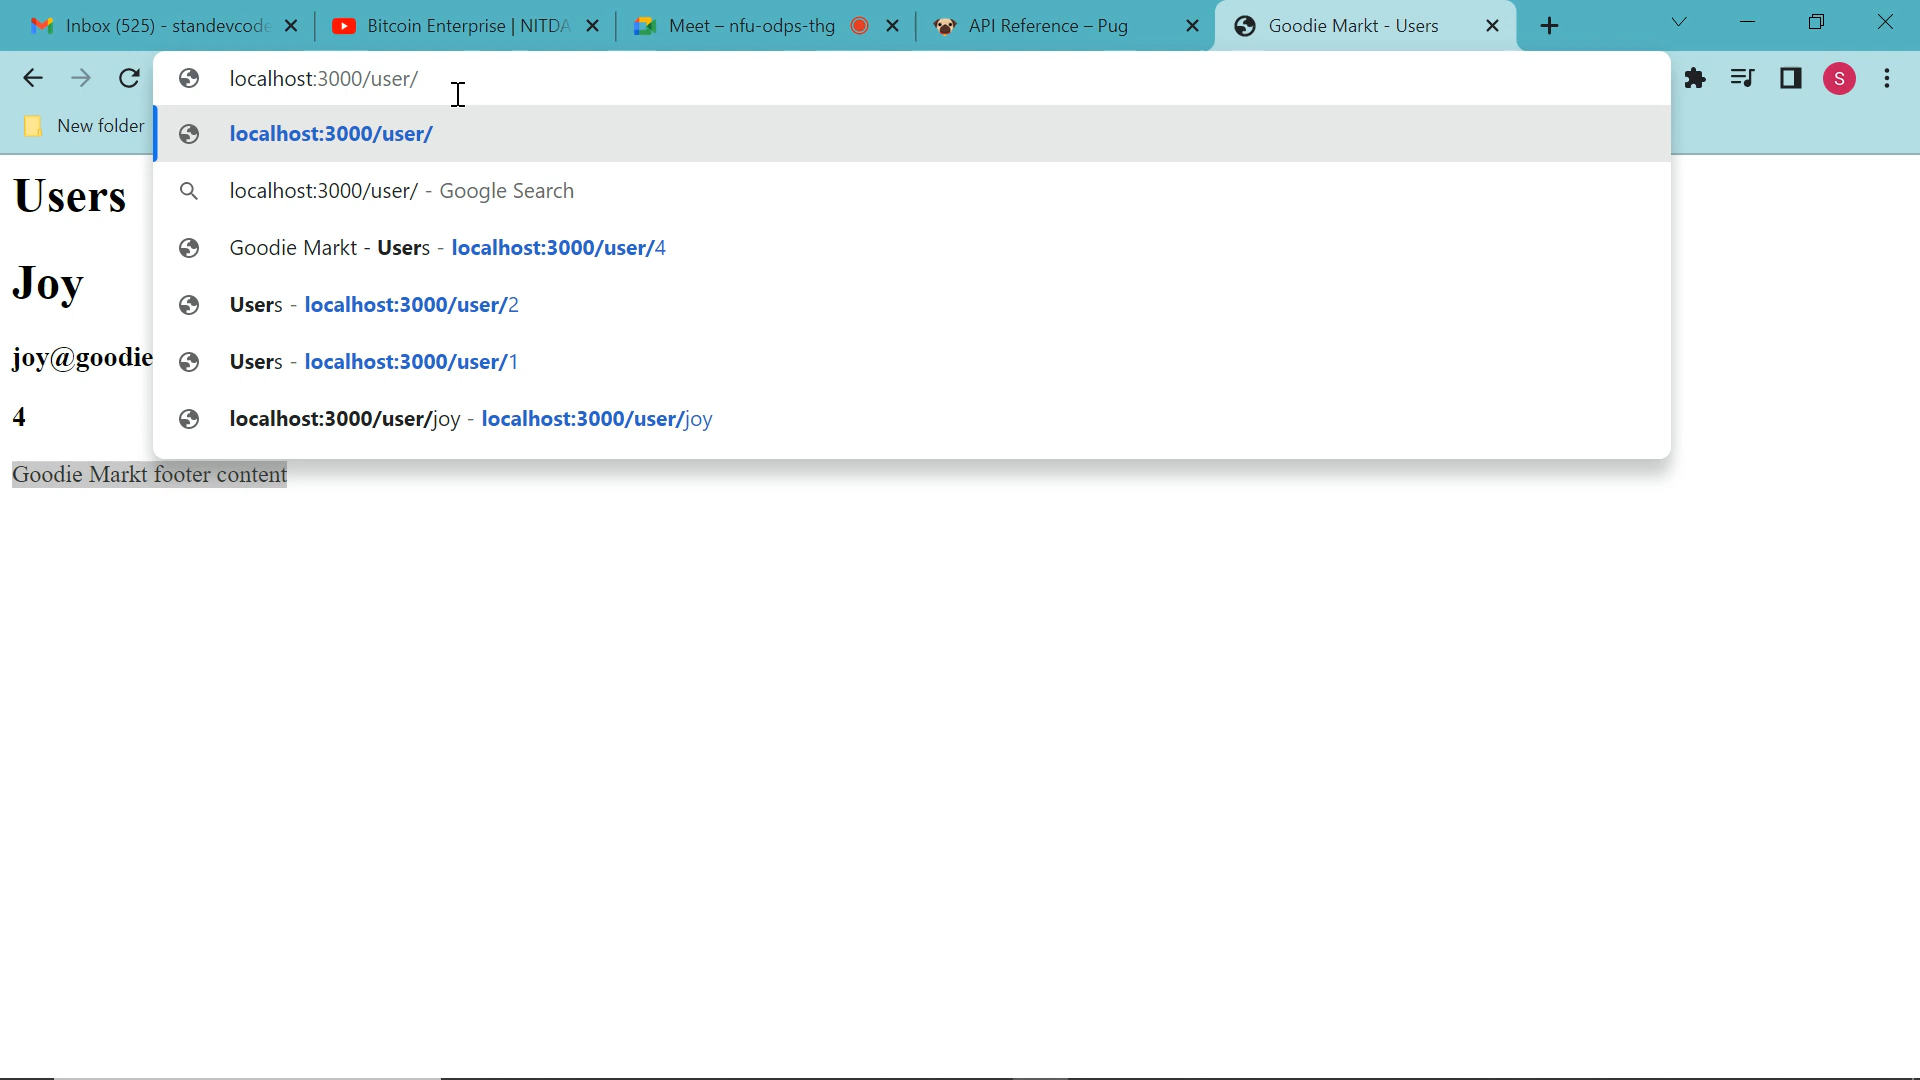 Inbox (525) - standevcode
Bitcoin Enterprise | NITDA
Meet – nfu-odps-thg
API Reference – Pug
Goodie Markt - Users
localhost:3000/user/
S
New folder
localhost:3000/user/
localhost:3000/user/ - Google Search
Goodie Markt - Users - localhost:3000/user/4
Users - localhost:3000/user/2
Users - localhost:3000/user/1
localhost:3000/user/joy - localhost:3000/user/joy
Users
Joy
joy@goodie
4
Goodie Markt footer content